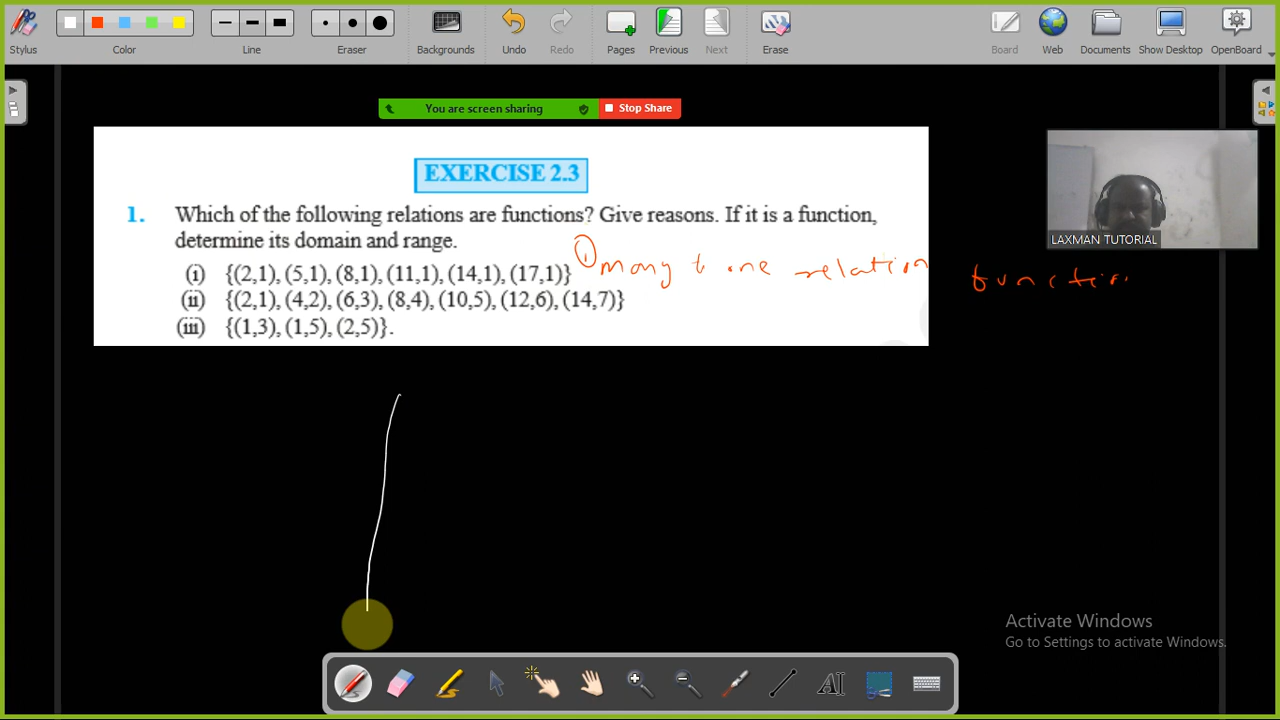 Stylus
Color
Line
Eraser
Backgrounds
Undo
Redo
Pages
Previous
Next
Erase
Board
Web
Documents
Show Desktop
OpenBoard
You are screen sharing
Stop Share
EXERCISE 2.3
1. Which of the following relations are functions? Give reasons. If it is a function,
determine its domain and range.
(i) {(2,1), (5,1), (8,1), (11,1), (14,1), (17,1)}
① many to one relation function
(ii) {(2,1), (4,2), (6,3), (8,4), (10,5), (12,6), (14,7)}
(iii) {(1,3), (1,5), (2,5)}.
LAXMAN TUTORIAL
Activate Windows
Go to Settings to activate Windows.
AI